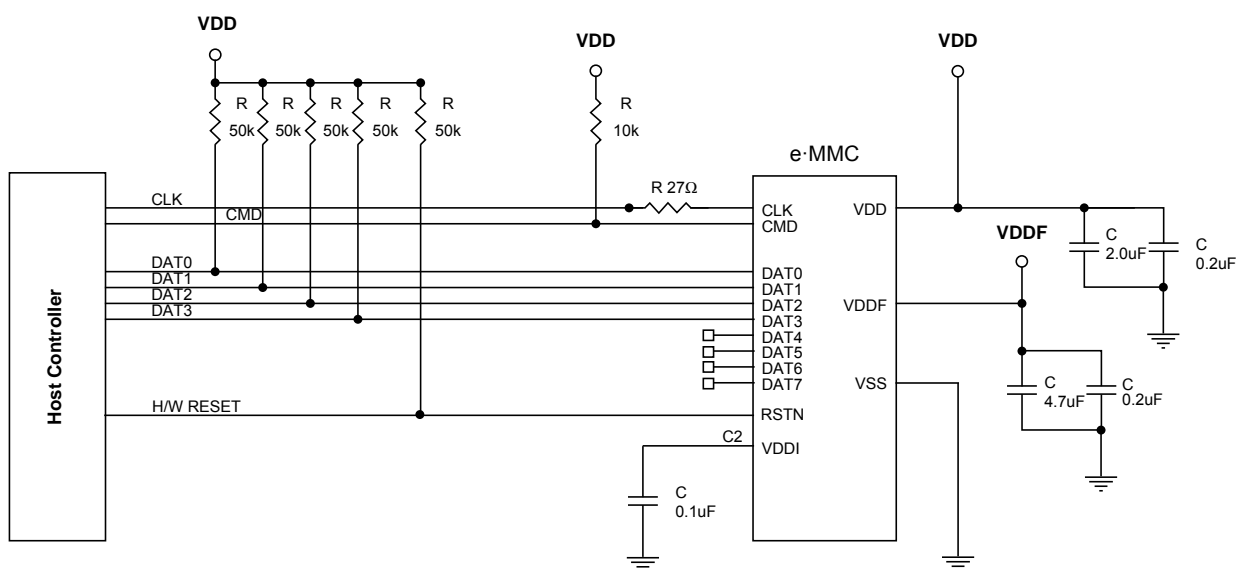 VDD
VDD
VDD
R
50k
R
50k
R
50k
R
50k
R
50k
R
10k
e·MMC
R 27Ω
Host Controller
CLK
CMD
DAT0
DAT1
DAT2
DAT3
H/W RESET
CLK
CMD
DAT0
DAT1
DAT2
DAT3
DAT4
DAT5
DAT6
DAT7
RSTN
VDDI
VDD
VDDF
VSS
C2
C
0.1uF
VDDF
C
2.0uF
C
0.2uF
C
4.7uF
C
0.2uF